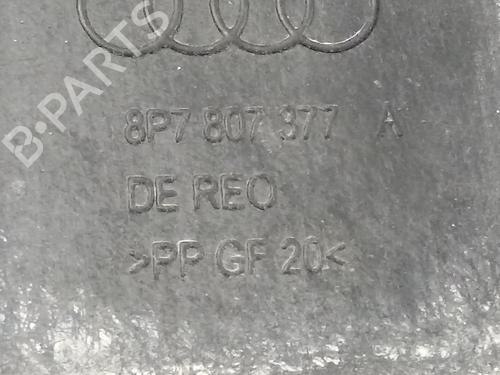 B-PARTS
8P7 807 377 A
DE REO
>PP GF 20<